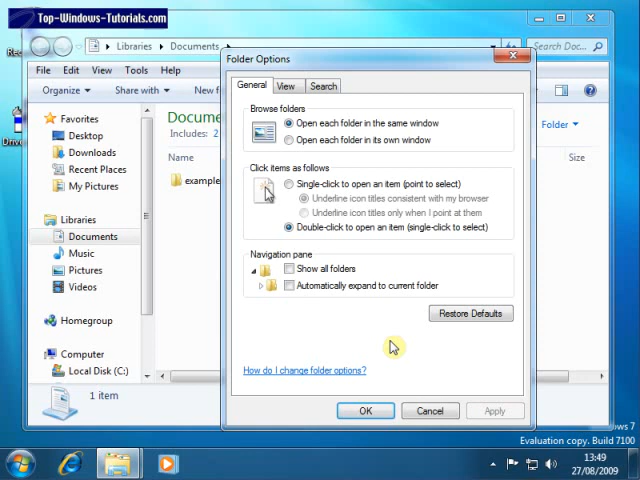 Top-Windows-Tutorials.com
Libraries Documents
Search Doc...
File Edit View Tools Help
Organize Share with New f
Folder
Favorites
Desktop
Downloads
Recent Places
My Pictures
Libraries
Documents
Music
Pictures
Videos
Homegroup
Computer
Local Disk (C:)
1 item
Includes: 2
Name
Size
example
Folder Options
General View Search
Browse folders
Open each folder in the same window
Open each folder in its own window
Click items as follows
Single-click to open an item (point to select)
Underline icon titles consistent with my browser
Underline icon titles only when I point at them
Double-click to open an item (single-click to select)
Navigation pane
Show all folders
Automatically expand to current folder
Restore Defaults
How do I change folder options?
OK Cancel Apply
Evaluation copy. Build 7100
13:49
27/08/2009